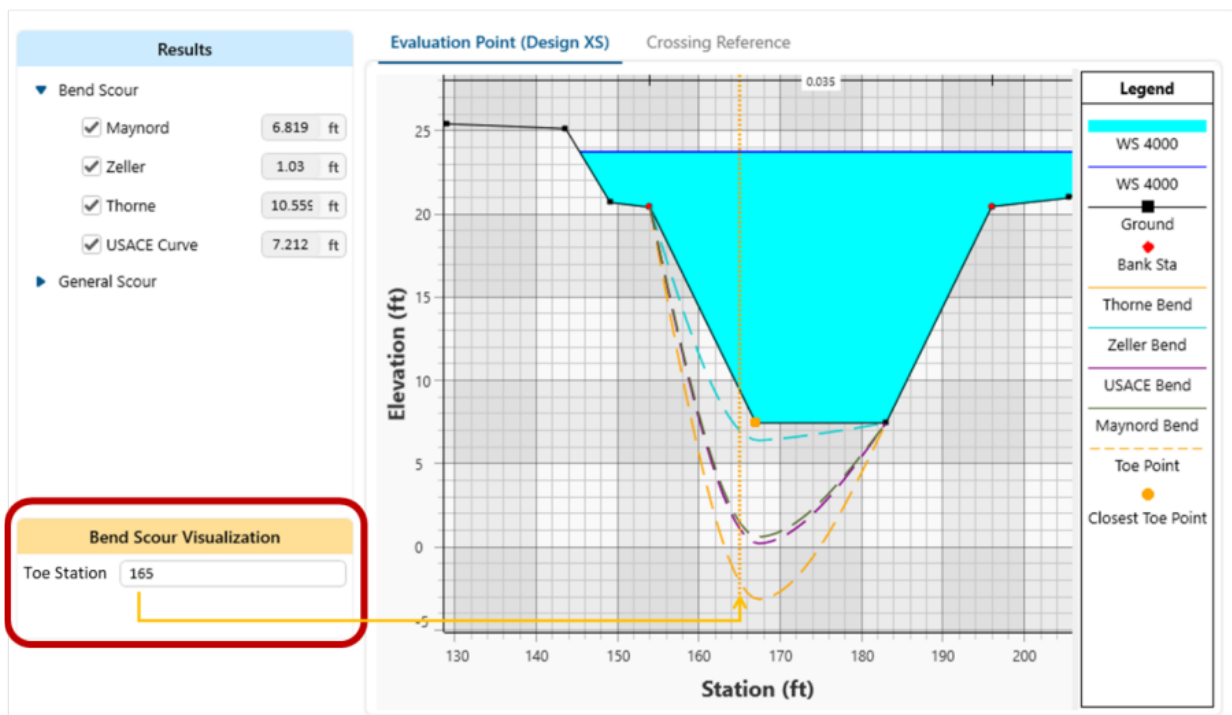 Results
Bend Scour
Maynord 6.819 ft
Zeller 1.03 ft
Thorne 10.559 ft
USACE Curve 7.212 ft
General Scour
Bend Scour Visualization
Toe Station 165
Evaluation Point (Design XS) Crossing Reference
0.035
25
20
15
10
5
0
-5
Elevation (ft)
130 140 150 160 170 180 190 200
Station (ft)
Legend
WS 4000
WS 4000
Ground
Bank Sta
Thorne Bend
Zeller Bend
USACE Bend
Maynord Bend
Toe Point
Closest Toe Point